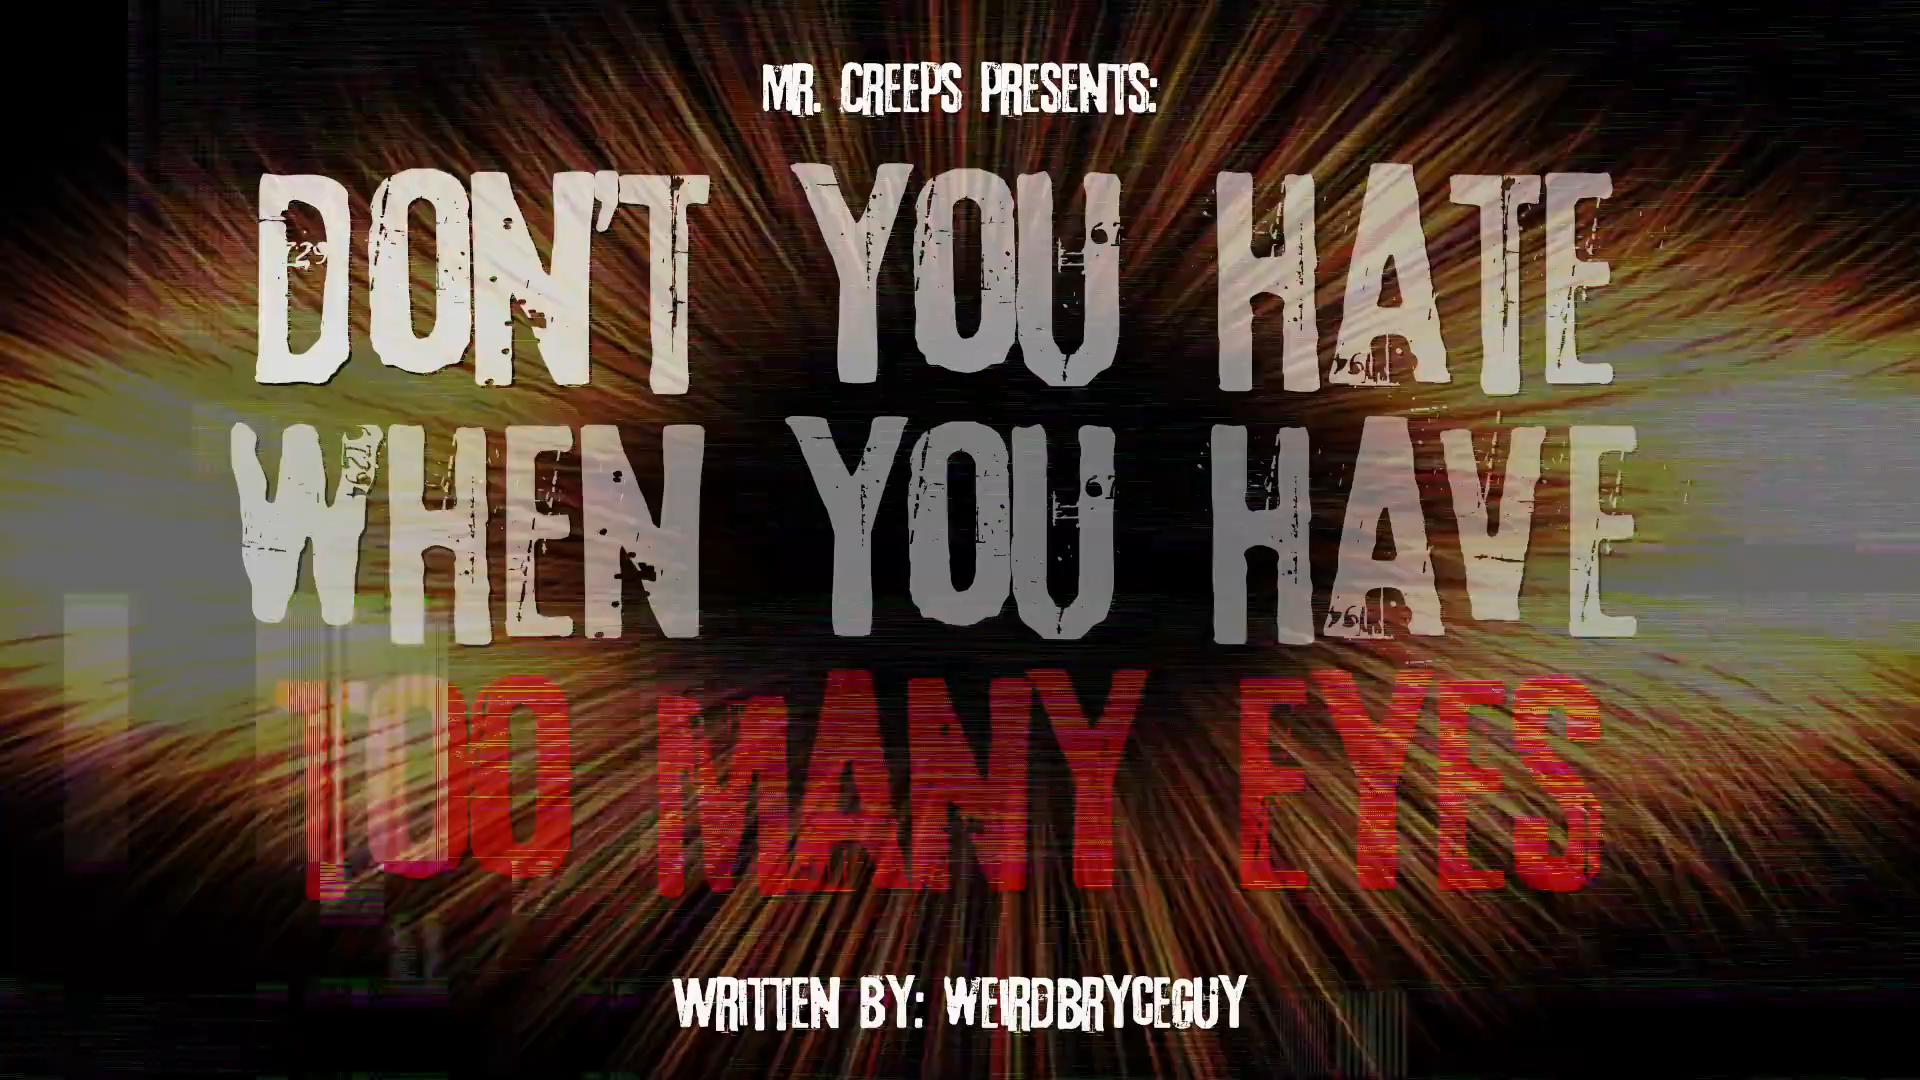 MR. CREEPS PRESENTS:
DON'T YOU HATE
WHEN YOU HAVE
TOO MANY EYES
WRITTEN BY: WEIRDBRYCEGUY